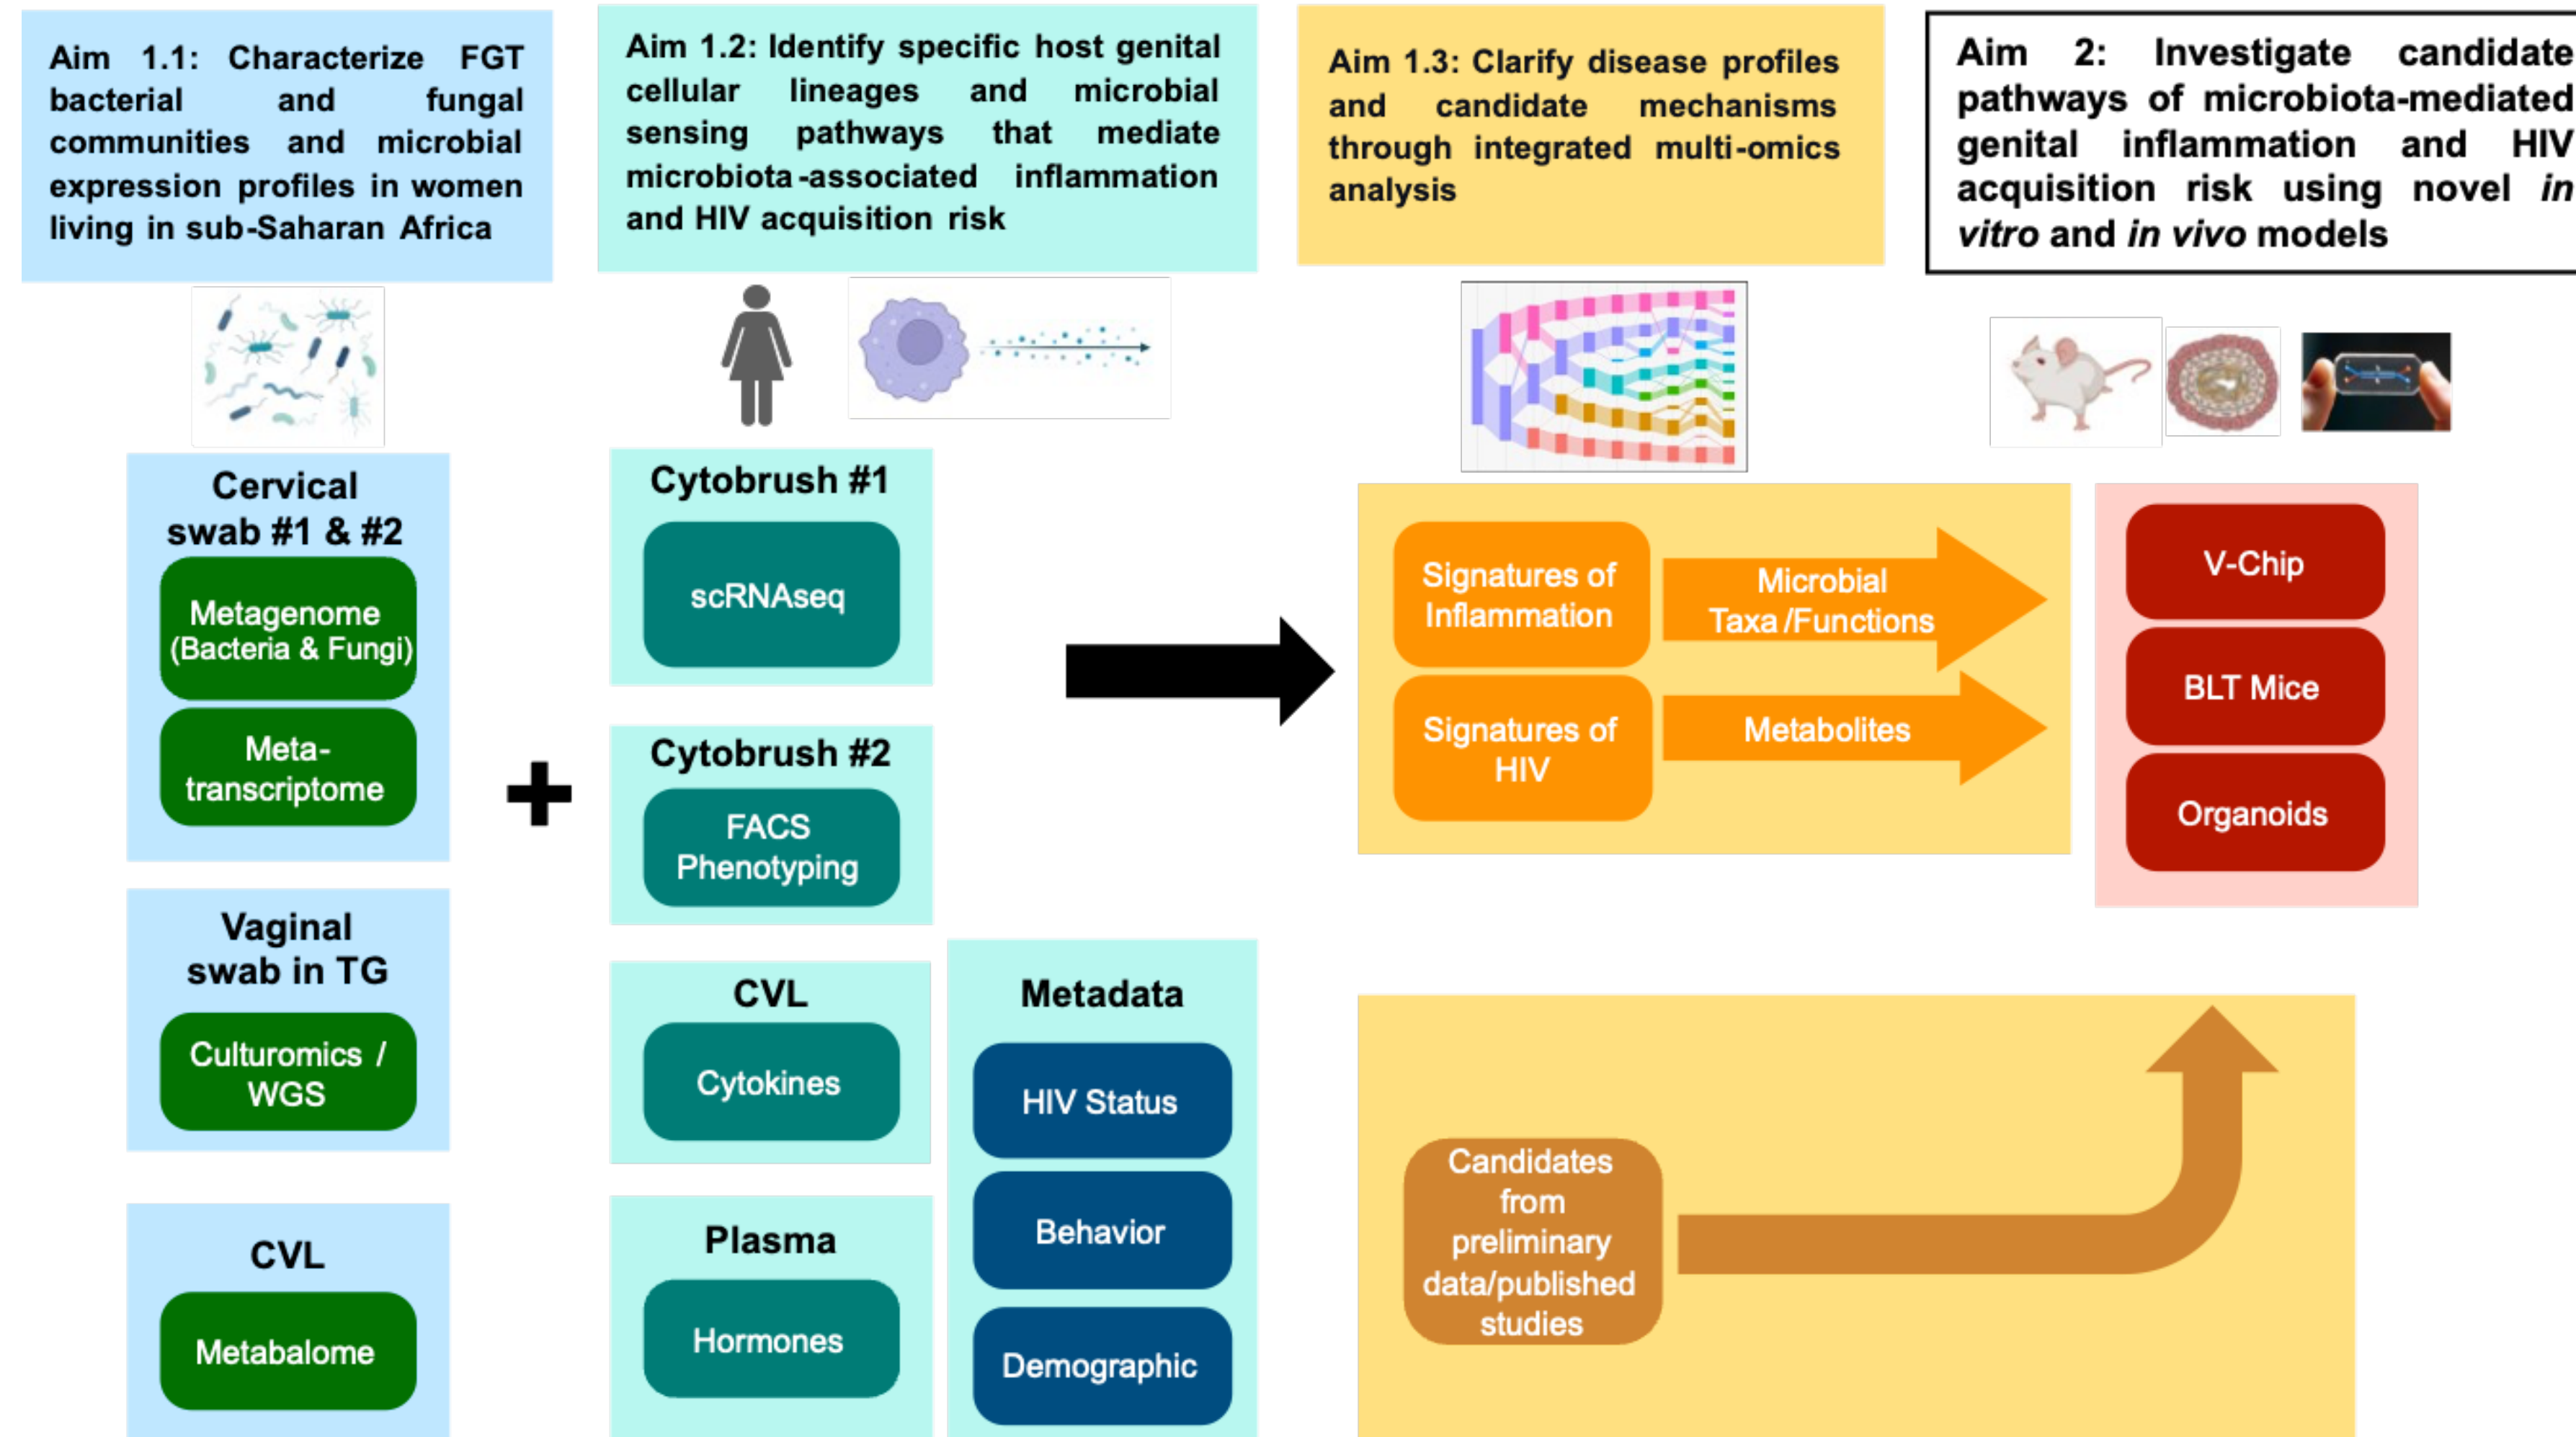 Aim 1.1: Characterize FGT
bacterial and fungal
communities and microbial
expression profiles in women
living in sub-Saharan Africa
Aim 1.2: Identify specific host genital
cellular lineages and microbial
sensing pathways that mediate
microbiota-associated inflammation
and HIV acquisition risk
Aim 1.3: Clarify disease profiles
and candidate mechanisms
through integrated multi-omics
analysis
Aim 2: Investigate candidate
pathways of microbiota-mediated
genital inflammation and HIV
acquisition risk using novel in
vitro and in vivo models
Cervical
swab #1 & #2
Metagenome
(Bacteria & Fungi)
Meta-
transcriptome
Vaginal
swab in TG
Culturomics /
WGS
CVL
Metabalome
Cytobrush #1
scRNAseq
Cytobrush #2
FACS
Phenotyping
CVL
Cytokines
Plasma
Hormones
Metadata
HIV Status
Behavior
Demographic
Signatures of
Inflammation
Microbial
Taxa/Functions
Signatures of
HIV
Metabolites
V-Chip
BLT Mice
Organoids
Candidates
from
preliminary
data/published
studies